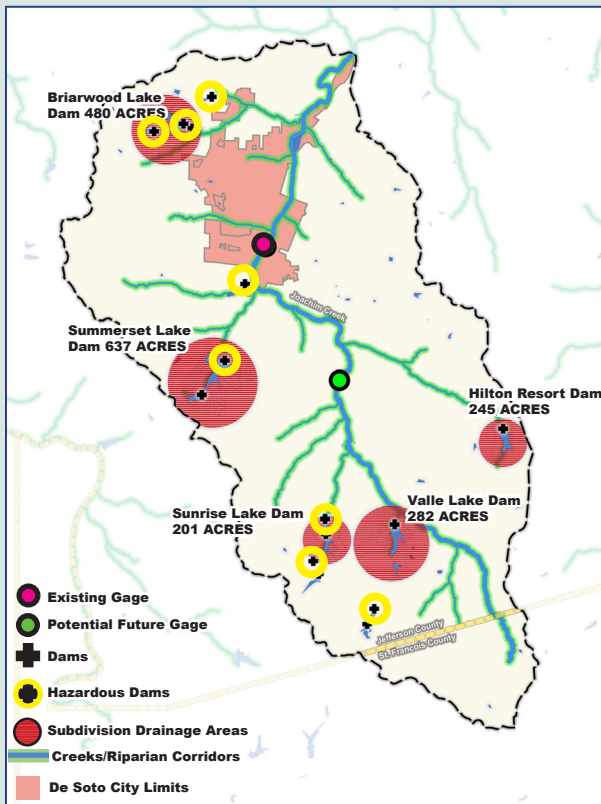 Briarwood Lake
Dam 480 ACRES
Joachim Creek
Summerset Lake
Dam 637 ACRES
Hilton Resort Dam
245 ACRES
Sunrise Lake Dam
201 ACRES
Valle Lake Dam
282 ACRES
Jefferson County
St. Francois County
Existing Gage
Potential Future Gage
Dams
Hazardous Dams
Subdivision Drainage Areas
Creeks/Riparian Corridors
De Soto City Limits